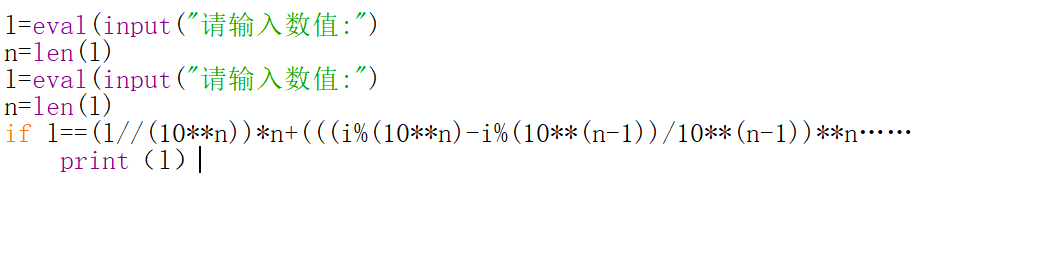 l=eval(input("请输入数值:")
n=len(l)
l=eval(input("请输入数值:")
n=len(l)
if l==(l//(10**n))*n+(((i%(10**n)-i%(10**(n-1))/10**(n-1))**n……
    print（l）